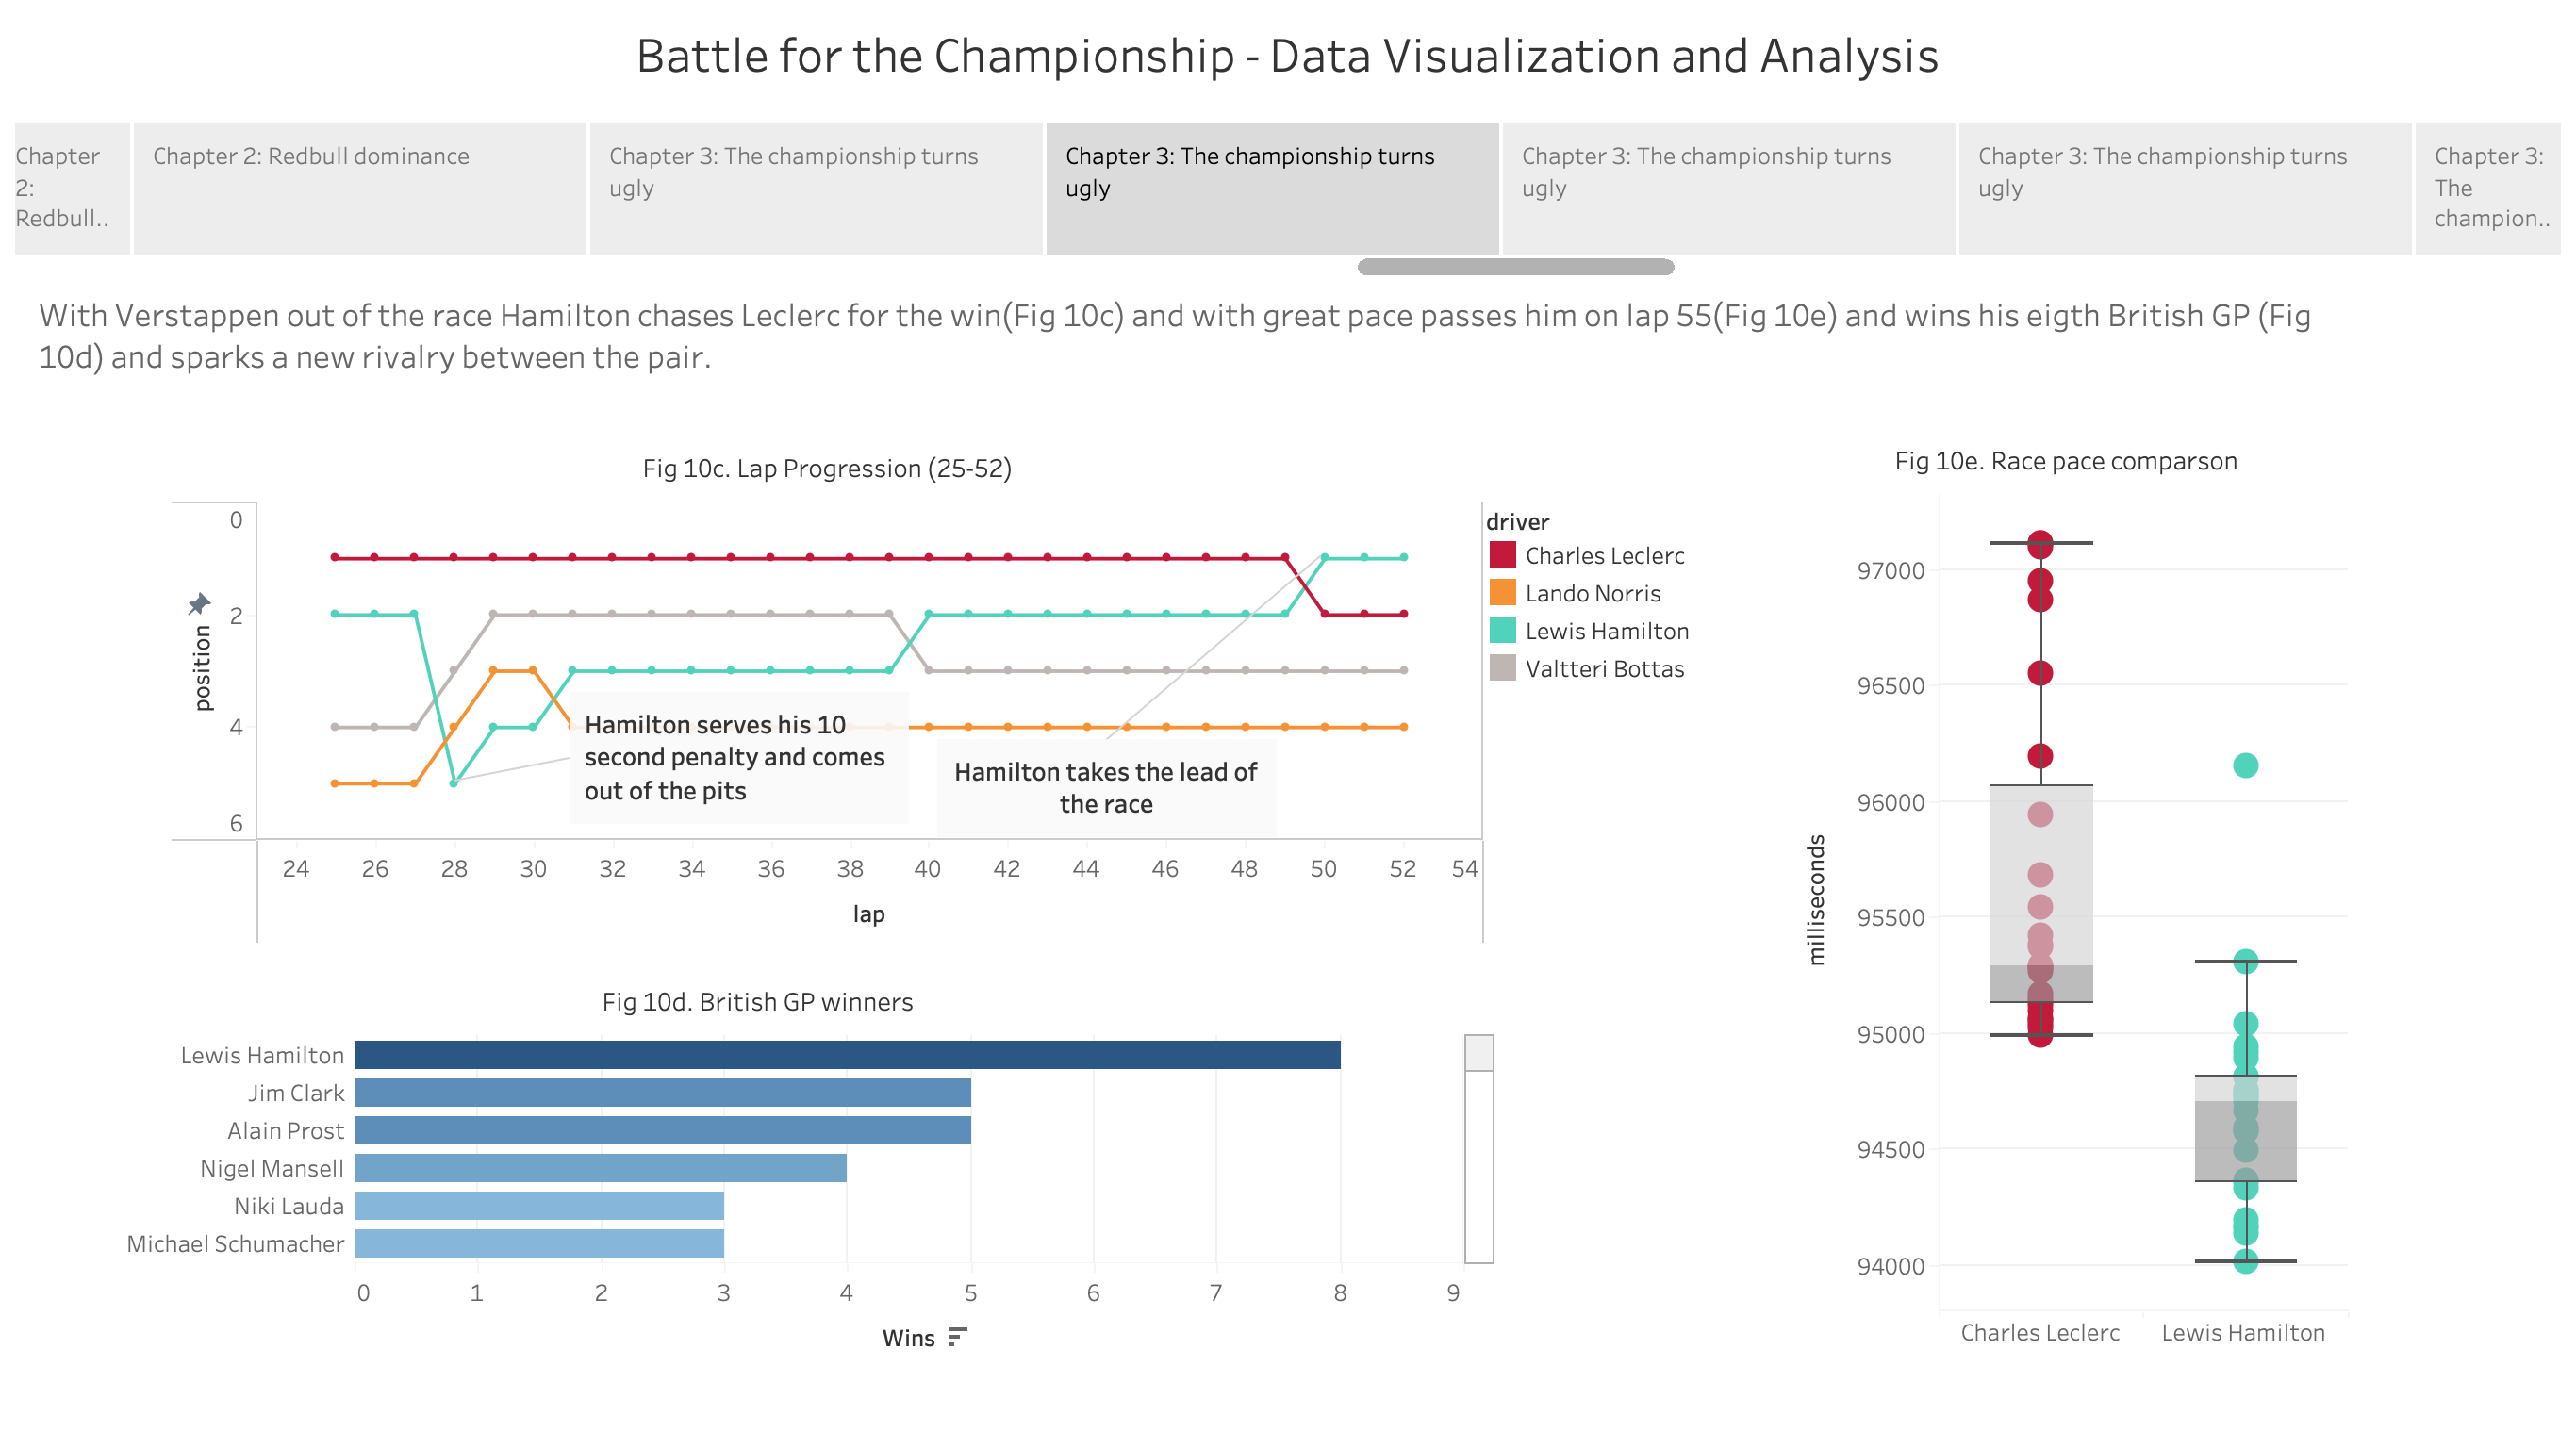 Battle for the Championship - Data Visualization and Analysis
Chapter
2:
Redbull..
Chapter 2: Redbull dominance
Chapter 3: The championship turns
ugly
Chapter 3: The championship turns
ugly
Chapter 3: The championship turns
ugly
Chapter 3: The championship turns
ugly
Chapter 3:
The
champion..
With Verstappen out of the race Hamilton chases Leclerc for the win(Fig 10c) and with great pace passes him on lap 55(Fig 10e) and wins his eigth British GP (Fig
10d) and sparks a new rivalry between the pair.
Fig 10c. Lap Progression (25-52)
position
0
2
4
6
Hamilton serves his 10
second penalty and comes
out of the pits
Hamilton takes the lead of
the race
24 26 28 30 32 34 36 38 40 42 44 46 48 50 52 54
lap
driver
Charles Leclerc
Lando Norris
Lewis Hamilton
Valtteri Bottas
Fig 10d. British GP winners
Lewis Hamilton
Jim Clark
Alain Prost
Nigel Mansell
Niki Lauda
Michael Schumacher
0 1 2 3 4 5 6 7 8 9
Wins
Fig 10e. Race pace comparson
milliseconds
97000
96500
96000
95500
95000
94500
94000
Charles Leclerc Lewis Hamilton